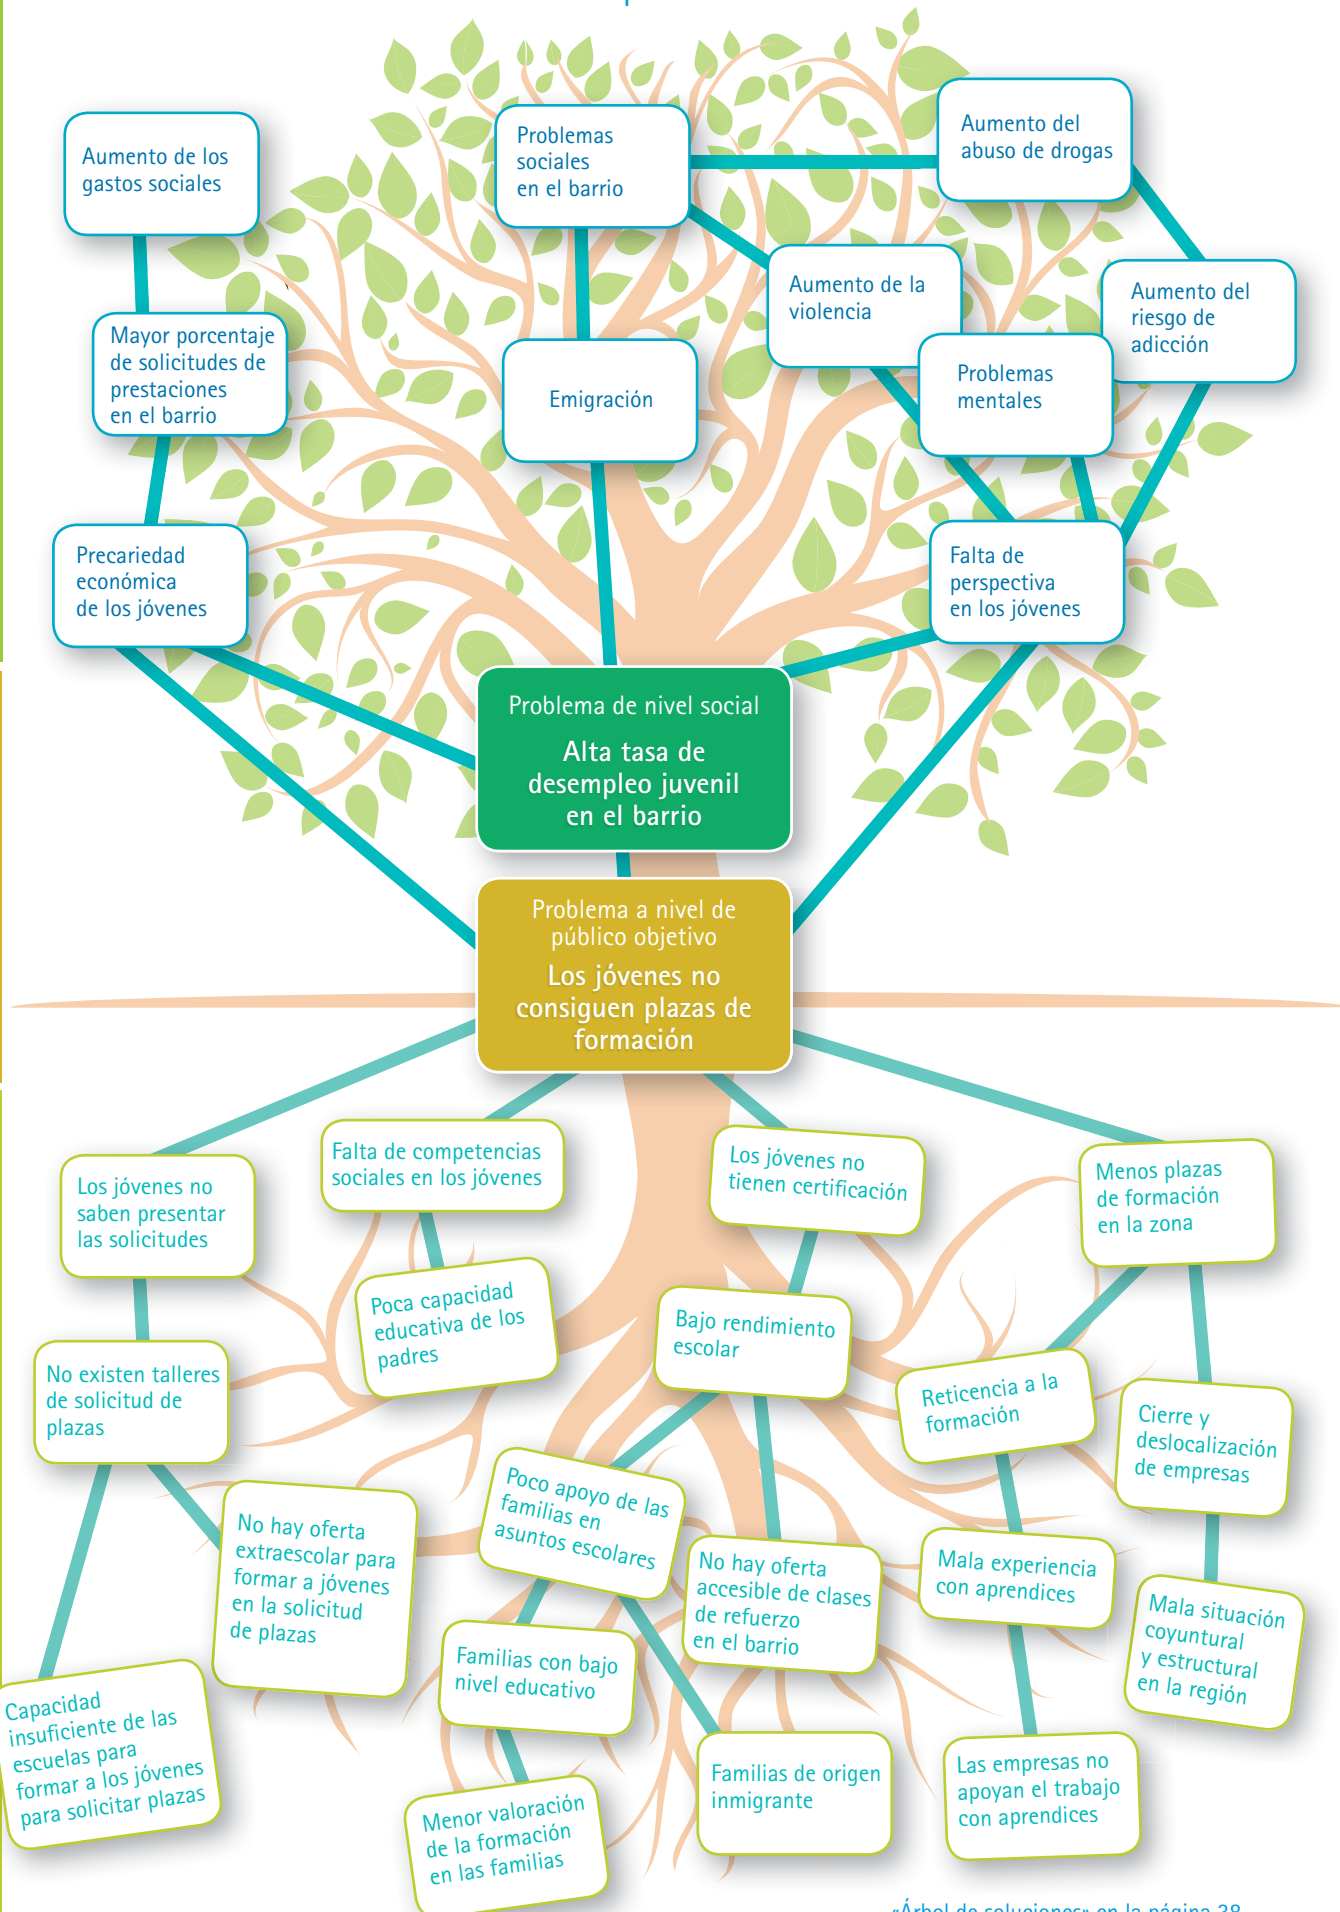 Aumento de los
gastos sociales
Problemas
sociales
en el barrio
Aumento del
abuso de drogas
Aumento de la
violencia
Aumento del
riesgo de
adicción
Mayor porcentaje
de solicitudes de
prestaciones
en el barrio
Emigración
Problemas
mentales
Precariedad
económica
de los jóvenes
Falta de
perspectiva
en los jóvenes
Problema de nivel social
Alta tasa de
desempleo juvenil
en el barrio
Problema a nivel de
público objetivo
Los jóvenes no
consiguen plazas de
formación
Los jóvenes no
saben presentar
las solicitudes
Falta de competencias
sociales en los jóvenes
Los jóvenes no
tienen certificación
Menos plazas
de formación
en la zona
Poca capacidad
educativa de los
padres
Bajo rendimiento
escolar
No existen talleres
de solicitud de
plazas
Reticencia a la
formación
Cierre y
deslocalización
de empresas
No hay oferta
extraescolar para
formar a jóvenes
en la solicitud
de plazas
Poco apoyo de las
familias en
asuntos escolares
No hay oferta
accesible de clases
de refuerzo
en el barrio
Mala experiencia
con aprendices
Mala situación
coyuntural
y estructural
en la región
Capacidad
insuficiente de las
escuelas para
formar a los jóvenes
para solicitar plazas
Familias con bajo
nivel educativo
Menor valoración
de la formación
en las familias
Familias de origen
inmigrante
Las empresas no
apoyan el trabajo
con aprendices
«Árbol de soluciones» en la página 38